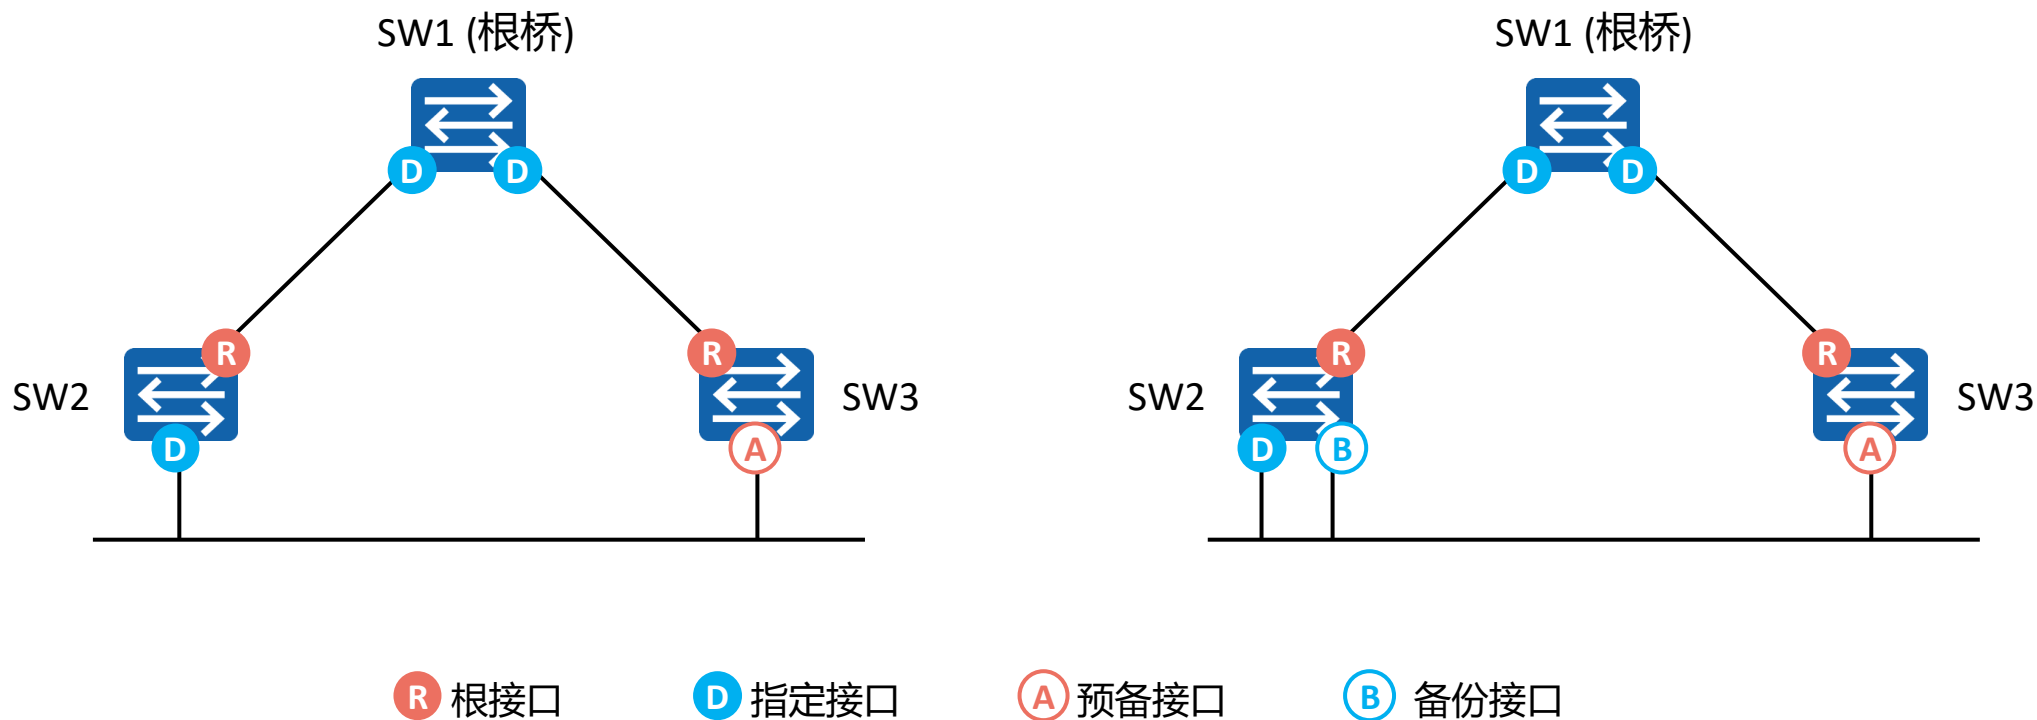 SW1 (根桥)
SW1 (根桥)
D D
D D
R R
R R
SW2
SW3
SW2
SW3
D A
D B A
R 根接口
D 指定接口
A 预备接口
B 备份接口